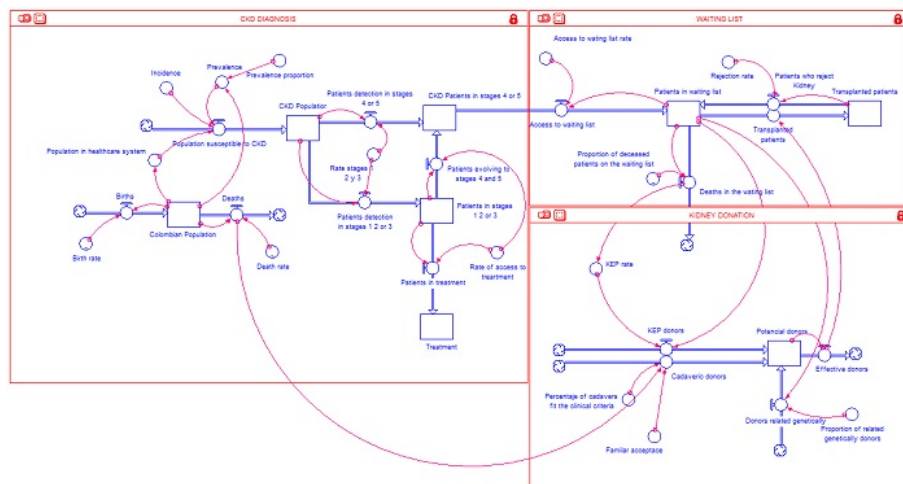 CKD DIAGNOSIS
Incidence
Prevalence
Prevalence proportion
Patients detection in stages
4 or 5
CKD Patients in stages 4 or 5
CKD Population
Population susceptible to CKD
Population in healthcare system
Rate stages 1
2 y 3
Patients evolving to
stages 4 and 5
Births
Deaths
Colombian Population
Patients detection
in stages 1 2 or 3
Patients in stages
1 2 or 3
Birth rate
Death rate
Patients in treatment
Rate of access to
treartment
Treatment
WAITING LIST
Access to wating list rate
Rejection rate
Patients who reject
Kidney
Patients in waiting list
Transplanted patients
Access to waiting list
Transplanted
patients
Proportion of deceased
patients on the waiting list
Deaths in the waiting list
KIDNEY DONATION
KEP rate
KEP donors
Potencial donors
Cadaveric donors
Effective donors
Percentage of cadavers
fit the clinical criteria
Donors related genetically
Proportion of related
genetically donors
Familar acceptace